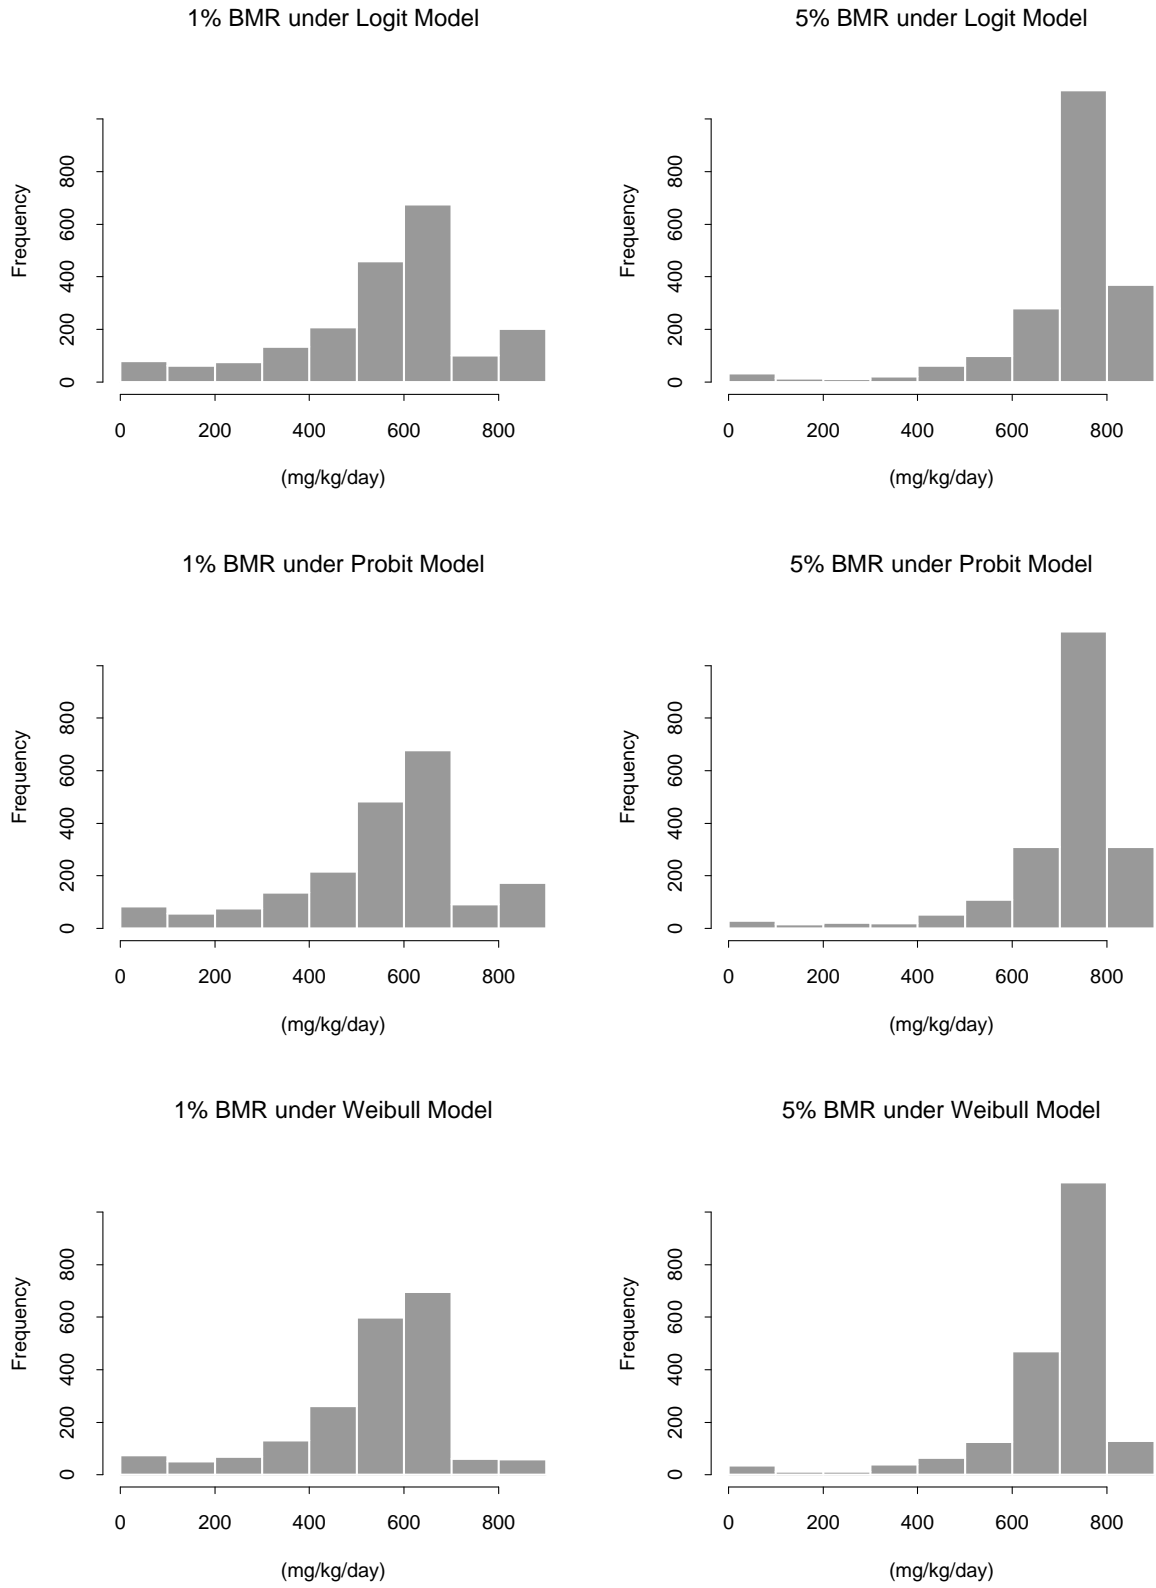 1% BMR under Logit Model
Frequency
0 200 400 600 800
0 200 400 600 800
(mg/kg/day)
5% BMR under Logit Model
Frequency
0 200 400 600 800
0 200 400 600 800
(mg/kg/day)
1% BMR under Probit Model
Frequency
0 200 400 600 800
0 200 400 600 800
(mg/kg/day)
5% BMR under Probit Model
Frequency
0 200 400 600 800
0 200 400 600 800
(mg/kg/day)
1% BMR under Weibull Model
Frequency
0 200 400 600 800
0 200 400 600 800
(mg/kg/day)
5% BMR under Weibull Model
Frequency
0 200 400 600 800
0 200 400 600 800
(mg/kg/day)